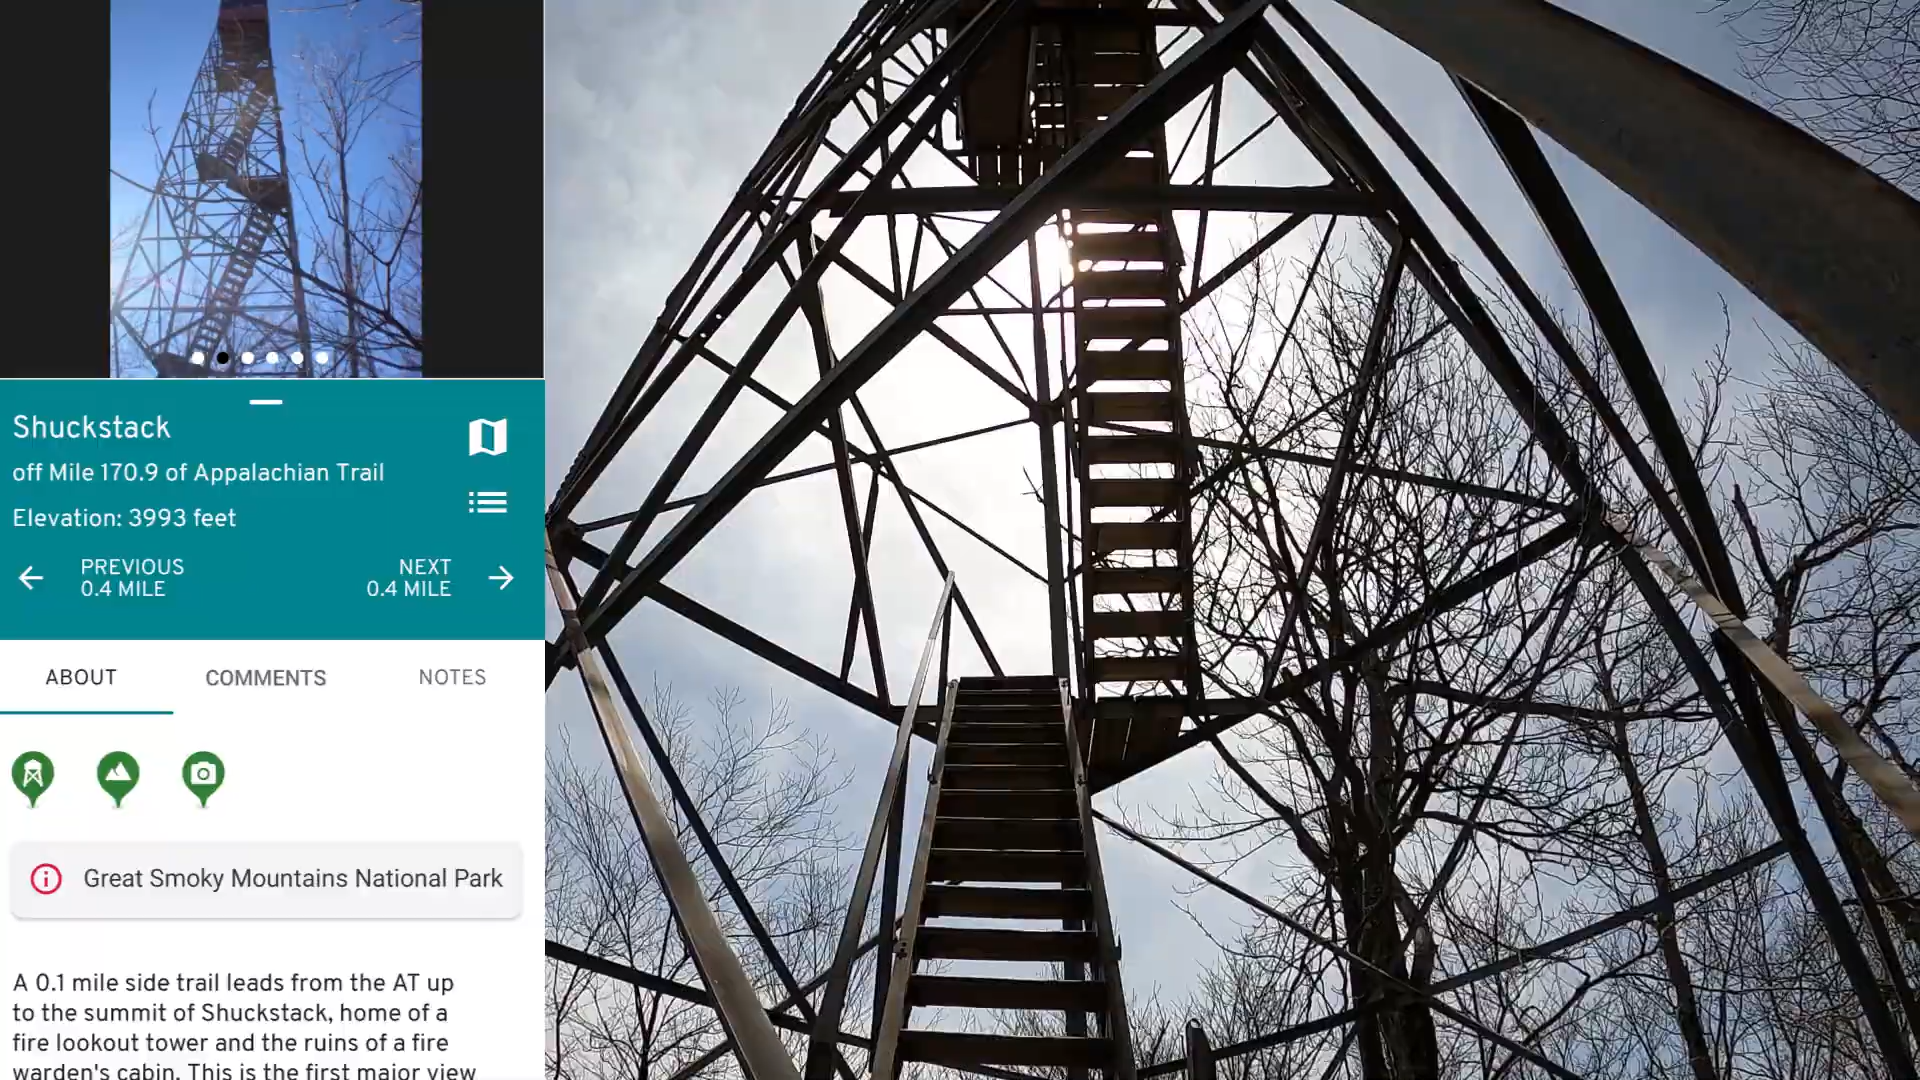 Shuckstack
off Mile 170.9 of Appalachian Trail
Elevation: 3993 feet
PREVIOUS
0.4 MILE
NEXT
0.4 MILE
ABOUT
COMMENTS
NOTES
Great Smoky Mountains National Park
A 0.1 mile side trail leads from the AT up
to the summit of Shuckstack, home of a
fire lookout tower and the ruins of a fire
warden's cabin. This is the first major view